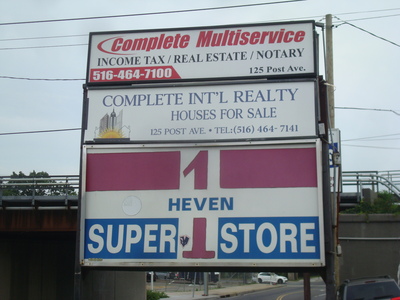 Complete Multiservice
INCOME TAX / REAL ESTATE / NOTARY
516-464-7100
125 Post Ave.
COMPLETE INT'L REALTY
HOUSES FOR SALE
125 POST AVE. • TEL:(516) 464-7141
1
HEVEN
SUPER 1 STORE